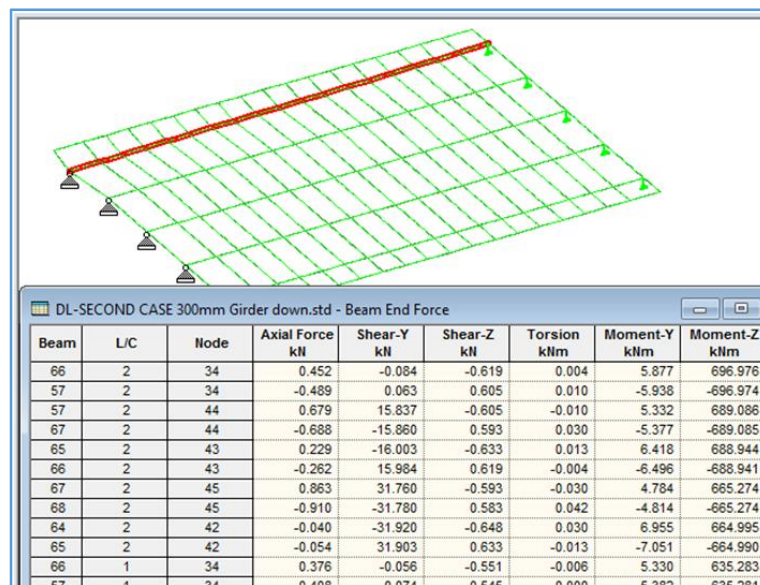 DL-SECOND CASE 300mm Girder down.std - Beam End Force
Beam L/C Node Axial Force kN Shear-Y kN Shear-Z kN Torsion kNm Moment-Y kNm Moment-Z kNm
66 2 34 0.452 -0.084 -0.619 0.004 5.877 696.976
57 2 34 -0.489 0.063 0.605 0.010 -5.938 -696.974
57 2 44 0.679 15.837 -0.605 -0.010 5.332 689.086
67 2 44 -0.688 -15.860 0.593 0.030 -5.377 -689.085
65 2 43 0.229 -16.003 -0.633 0.013 6.418 688.944
66 2 43 -0.262 15.984 0.619 -0.004 -6.496 -688.941
67 2 45 0.863 31.760 -0.593 -0.030 4.784 665.274
68 2 45 -0.910 -31.780 0.583 0.042 -4.814 -665.274
64 2 42 -0.040 -31.920 -0.648 0.030 6.955 664.995
65 2 42 -0.054 31.903 0.633 -0.013 -7.051 -664.990
66 1 34 0.376 -0.056 -0.551 -0.006 5.330 635.283